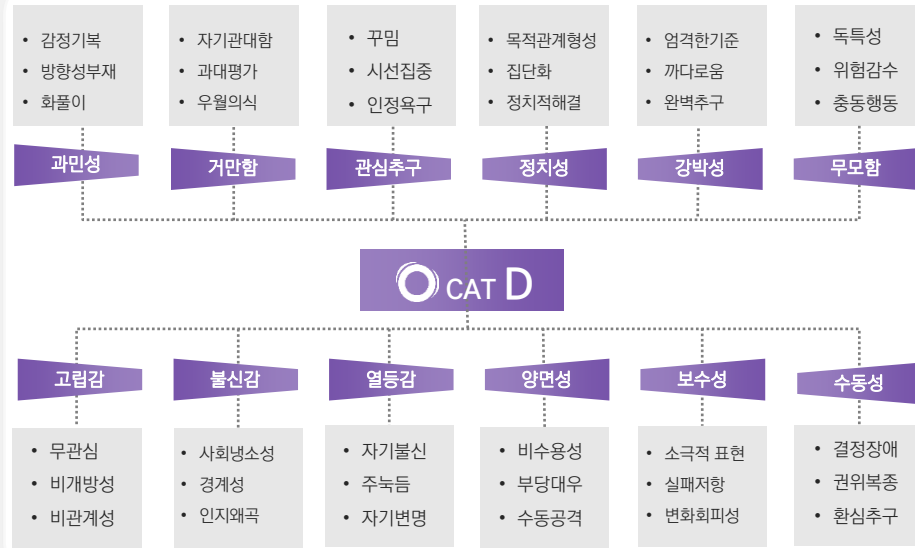 • 감정기복
• 방향성부재
• 화풀이
• 자기관대함
• 과대평가
• 우월의식
• 꾸밈
• 시선집중
• 인정욕구
• 목적관계형성
• 집단화
• 정치적해결
• 엄격한기준
• 까다로움
• 완벽추구
• 독특성
• 위험감수
• 충동행동
과민성
거만함
관심추구
정치성
강박성
무모함
CAT D
고립감
불신감
열등감
양면성
보수성
수동성
• 무관심
• 비개방성
• 비관계성
• 사회냉소성
• 경계성
• 인지왜곡
• 자기불신
• 주눅듬
• 자기변명
• 비수용성
• 부당대우
• 수동공격
• 소극적 표현
• 실패저항
• 변화회피성
• 결정장애
• 권위복종
• 환심추구